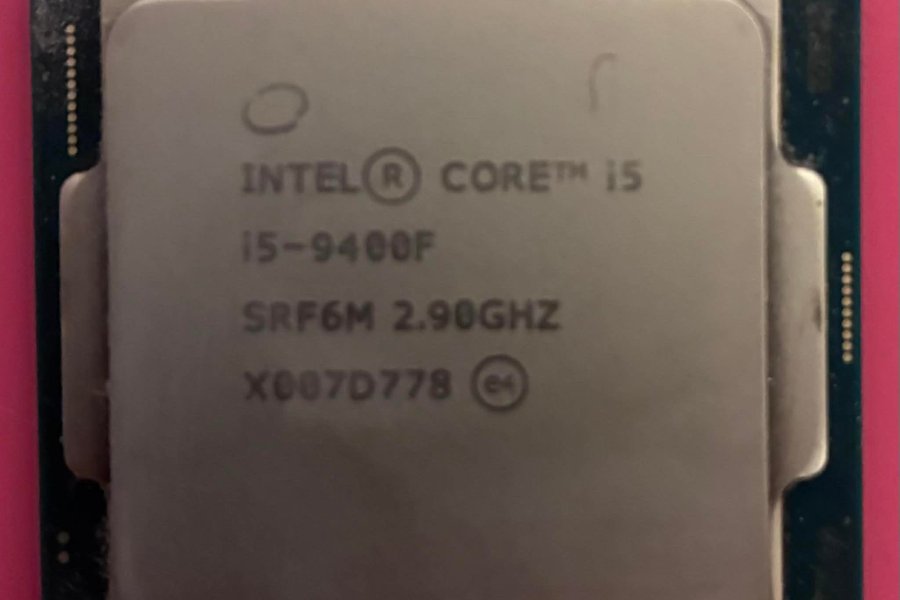 INTEL® CORE™ i5
i5-9400F
SRF6M 2.90GHZ
X007D778 e4